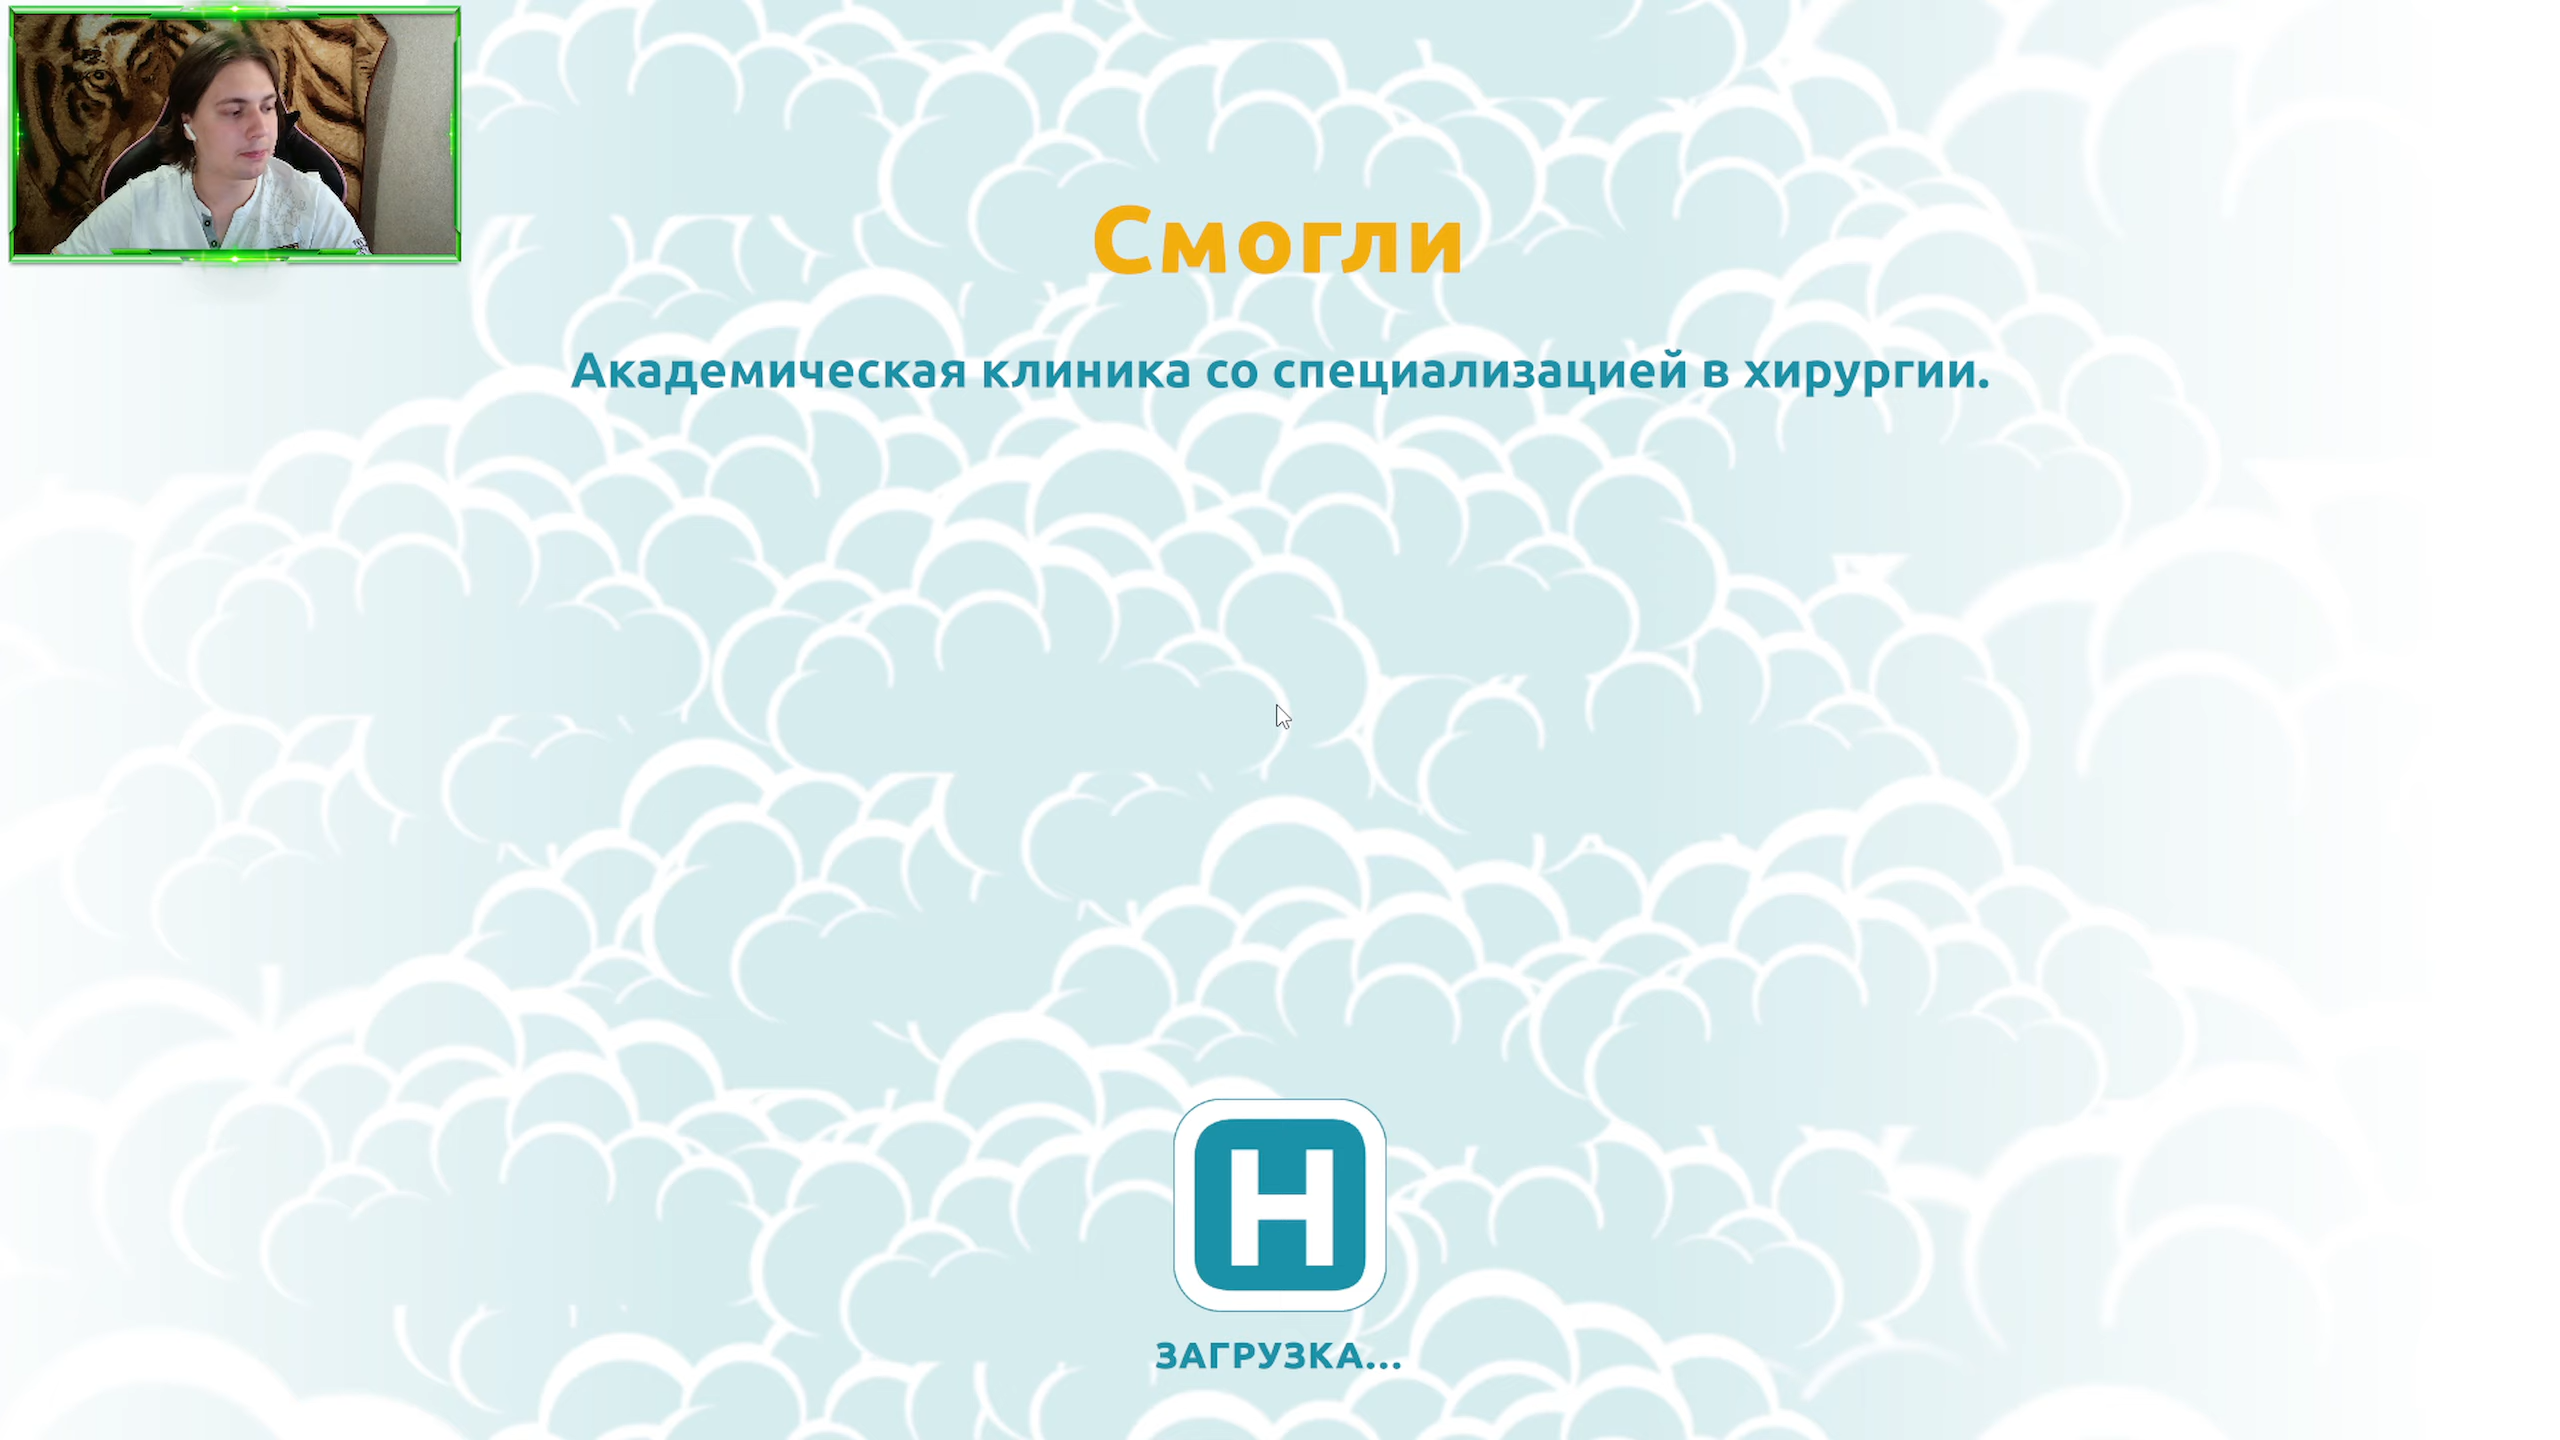 Смогли
Академическая клиника со специализацией в хирургии.
H
ЗАГРУЗКА...